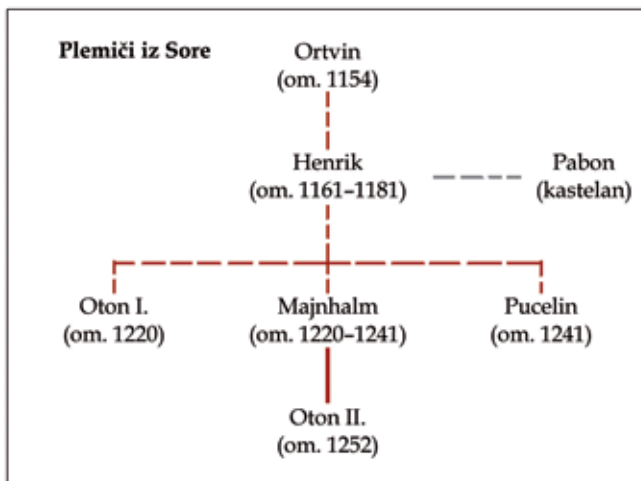 Plemiči iz Sore
Ortvin
(om. 1154)
Henrik
(om. 1161–1181)
Pabon
(kastelan)
Oton I.
(om. 1220)
Majnhalm
(om. 1220–1241)
Pucelin
(om. 1241)
Oton II.
(om. 1252)